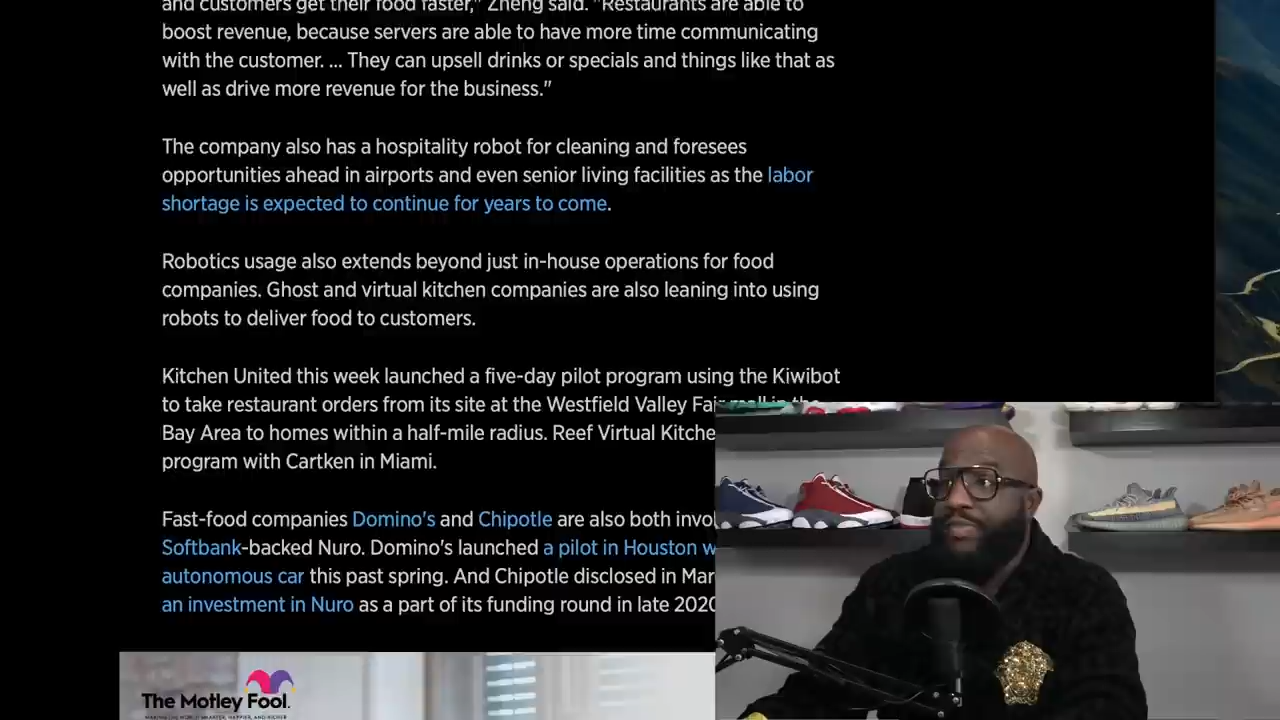 and customers get their food faster," Zheng said. "Restaurants are able to
boost revenue, because servers are able to have more time communicating
with the customer. ... They can upsell drinks or specials and things like that as
well as drive more revenue for the business."
The company also has a hospitality robot for cleaning and foresees
opportunities ahead in airports and even senior living facilities as the labor
shortage is expected to continue for years to come.
Robotics usage also extends beyond just in-house operations for food
companies. Ghost and virtual kitchen companies are also leaning into using
robots to deliver food to customers.
Kitchen United this week launched a five-day pilot program using the Kiwibot
to take restaurant orders from its site at the Westfield Valley Fair mall in the
Bay Area to homes within a half-mile radius. Reef Virtual Kitche
program with Cartken in Miami.
Fast-food companies Domino's and Chipotle are also both invo
Softbank-backed Nuro. Domino's launched a pilot in Houston w
autonomous car this past spring. And Chipotle disclosed in Mar
an investment in Nuro as a part of its funding round in late 2020
The Motley Fool.